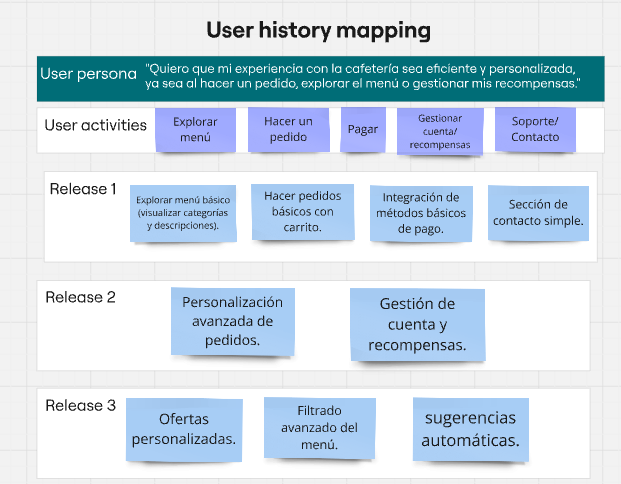 User history mapping
User persona
"Quiero que mi experiencia con la cafetería sea eficiente y personalizada,
ya sea al hacer un pedido, explorar el menú o gestionar mis recompensas."
User activities
Explorar
menú
Hacer un
pedido
Pagar
Gestionar
cuenta/
recompensas
Soporte/
Contacto
Release 1
Explorar menú básico
(visualizar categorías
y descripciones).
Hacer pedidos
básicos con
carrito.
Integración de
métodos básicos
de pago.
Sección de
contacto simple.
Release 2
Personalización
avanzada de
pedidos.
Gestión de
cuenta y
recompensas.
Release 3
Ofertas
personalizadas.
Filtrado
avanzado del
menú.
sugerencias
automáticas.